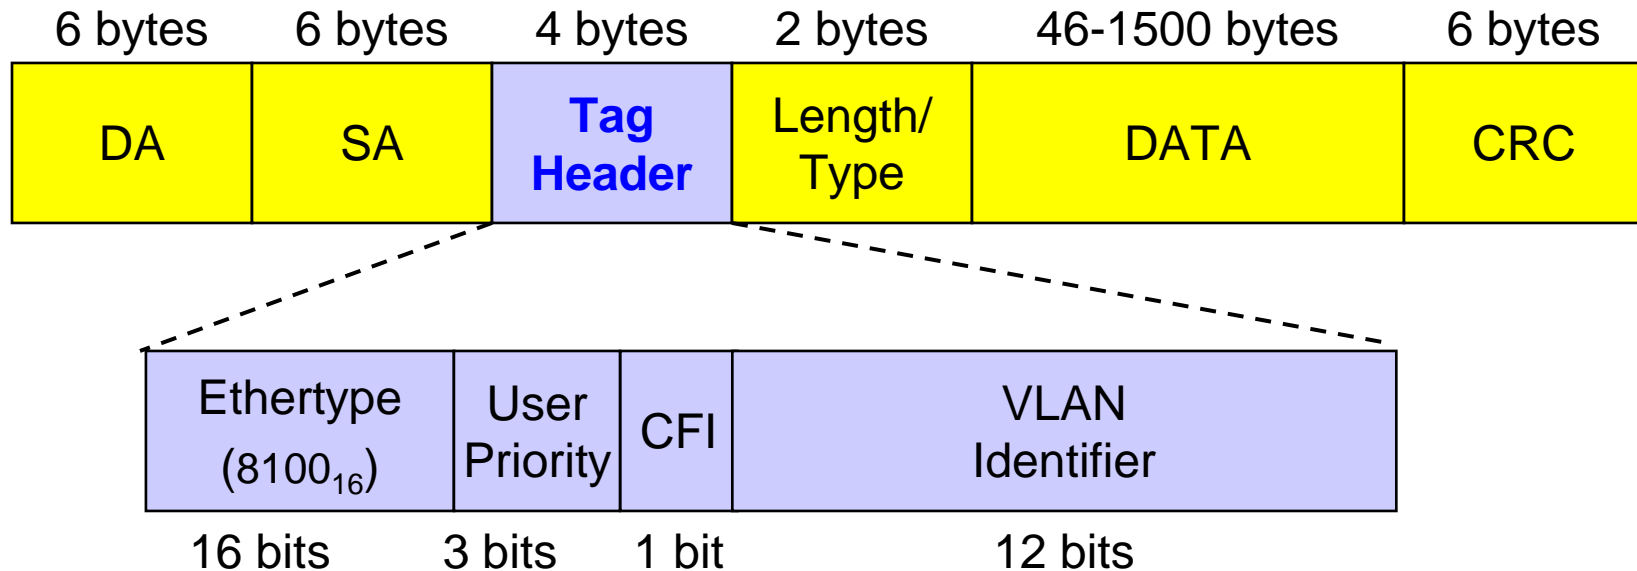 6 bytes 6 bytes 4 bytes 2 bytes 46-1500 bytes 6 bytes
DA SA Tag Header Length/ Type DATA CRC
Ethertype (8100₁₆) User Priority CFI VLAN Identifier
16 bits 3 bits 1 bit 12 bits